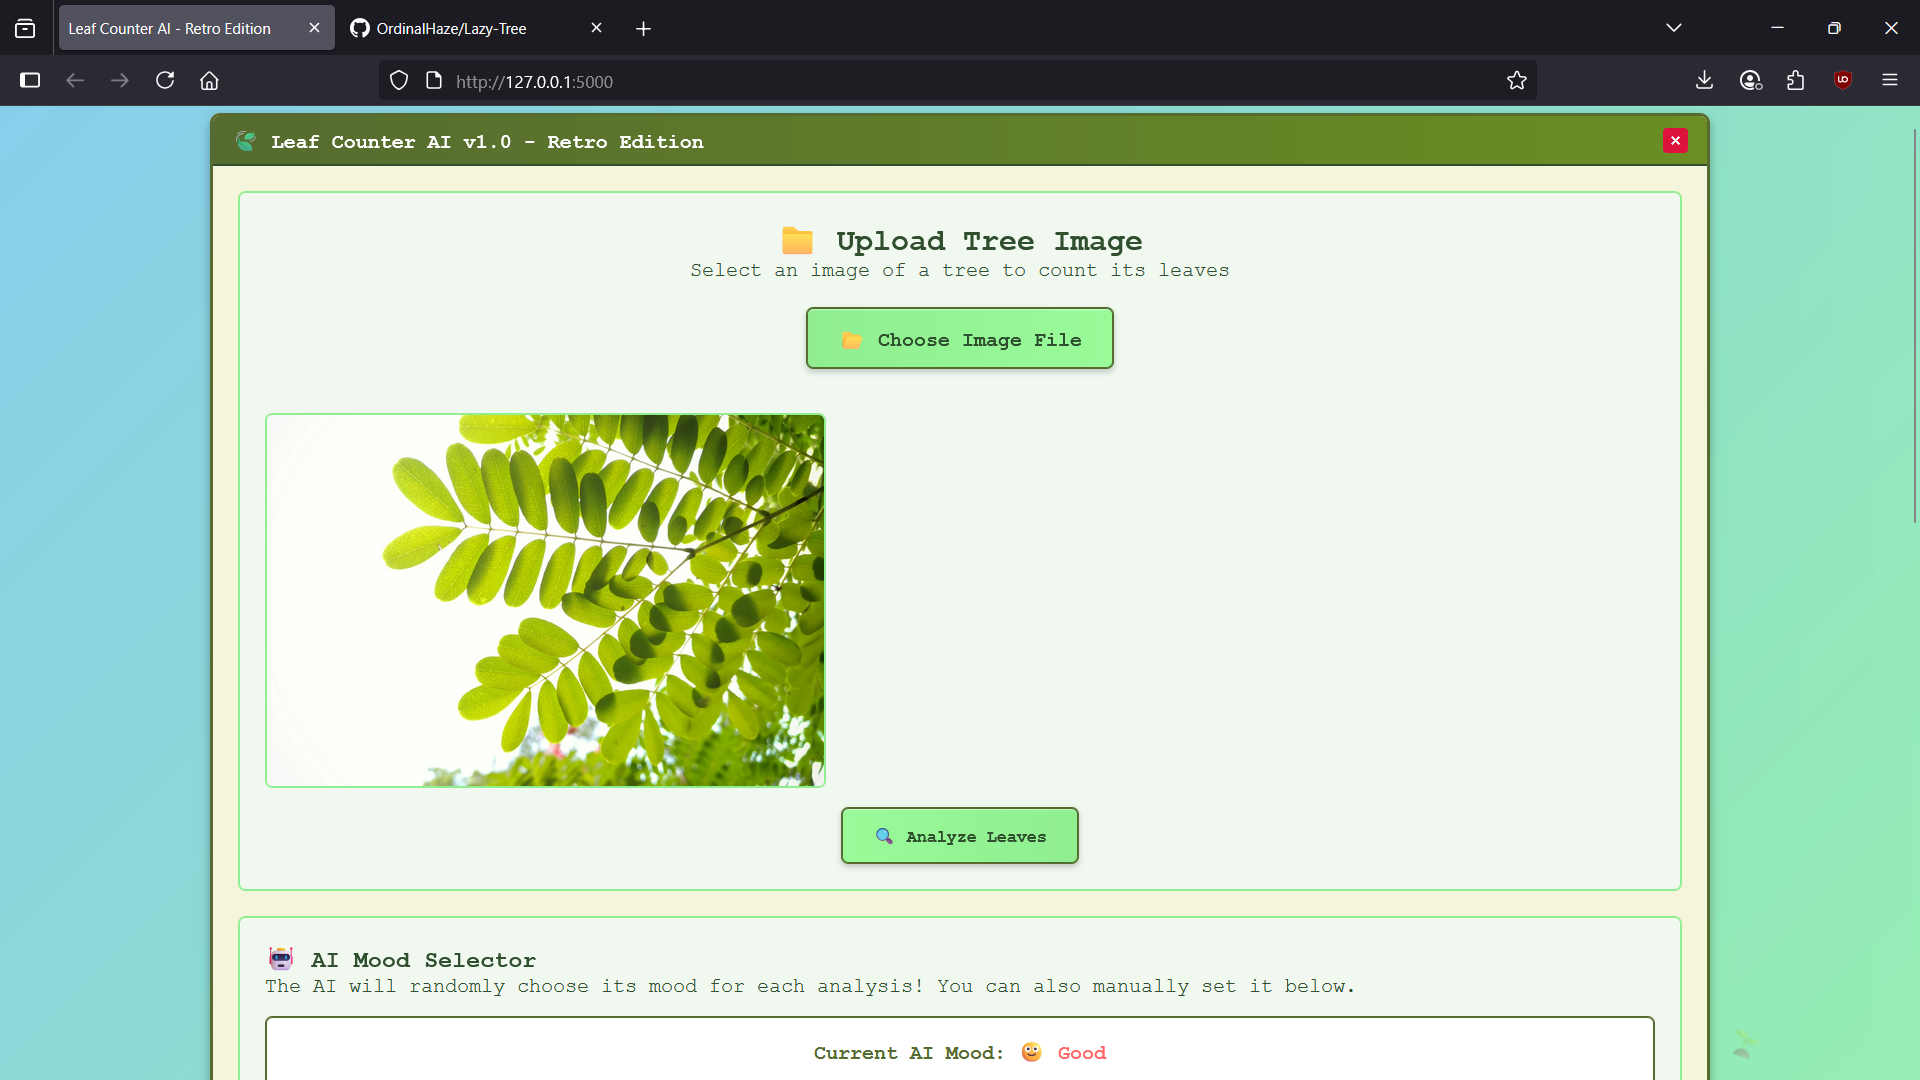 Leaf Counter AI - Retro Edition
OrdinalHaze/Lazy-Tree
http://127.0.0.1:5000
Leaf Counter AI v1.0 - Retro Edition
Upload Tree Image
Select an image of a tree to count its leaves
Choose Image File
Analyze Leaves
AI Mood Selector
The AI will randomly choose its mood for each analysis! You can also manually set it below.
Current AI Mood: Good